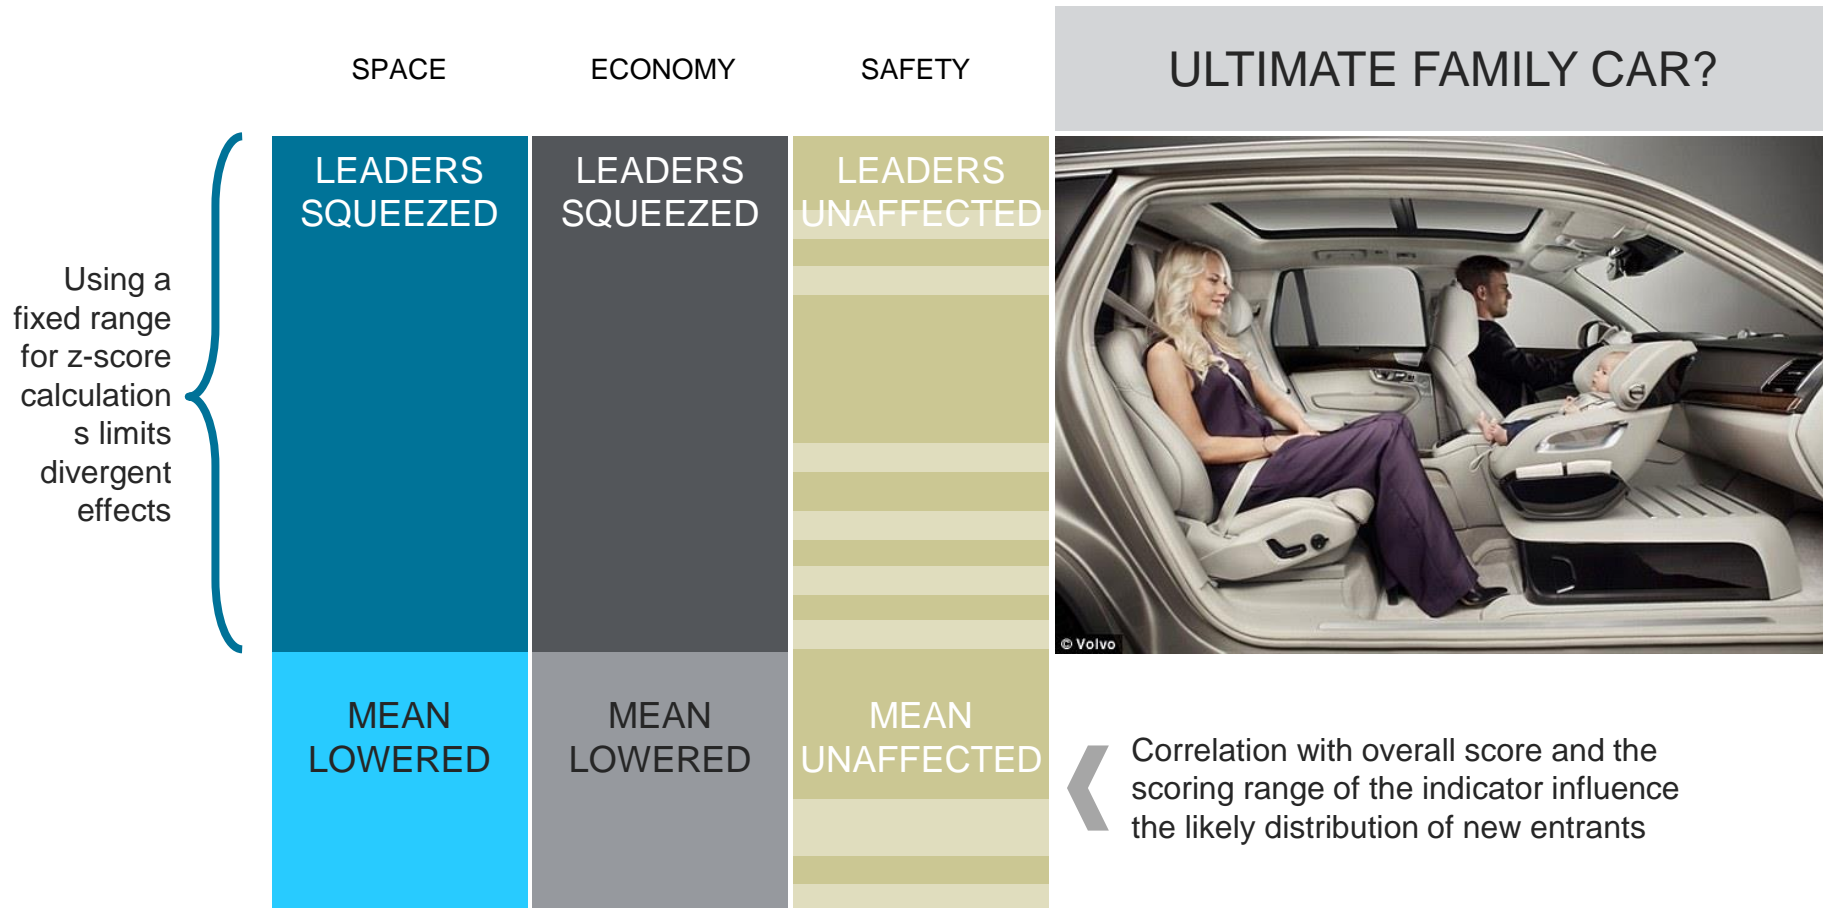 SPACE
ECONOMY
SAFETY
ULTIMATE FAMILY CAR?
Using a
fixed range
for z-score
calculation
s limits
divergent
effects
LEADERS
SQUEEZED
LEADERS
SQUEEZED
LEADERS
UNAFFECTED
© Volvo
MEAN
LOWERED
MEAN
LOWERED
MEAN
UNAFFECTED
Correlation with overall score and the
scoring range of the indicator influence
the likely distribution of new entrants